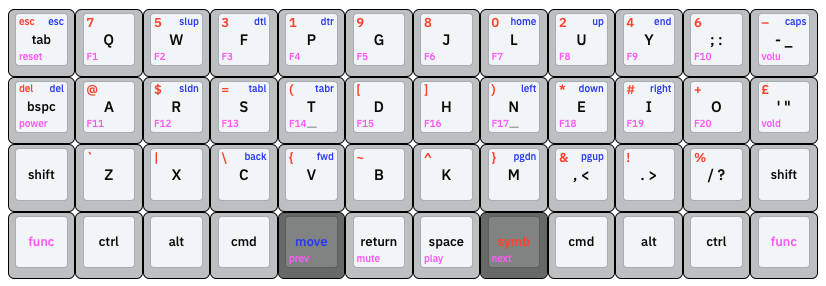 esc esc 7 5 slup 3 dtl 1 dtr 9 8 0 home 2 up 4 end 6 – caps
tab Q W F P G J L U Y ; : - _
reset F1 F2 F3 F4 F5 F6 F7 F8 F9 F10 volu
del del @ $ sldn = tabl ( tabr [ ] ) left * down # right + £
bspc A R S T D H N E I O ' "
power F11 F12 F13 F14__ F15 F16 F17__ F18 F19 F20 vold
` | \ back { fwd ~ ^ } pgdn & pgup ! %
shift Z X C V B K M , < . > / ? shift
func ctrl alt cmd move return space symb cmd alt ctrl func
prev mute play next